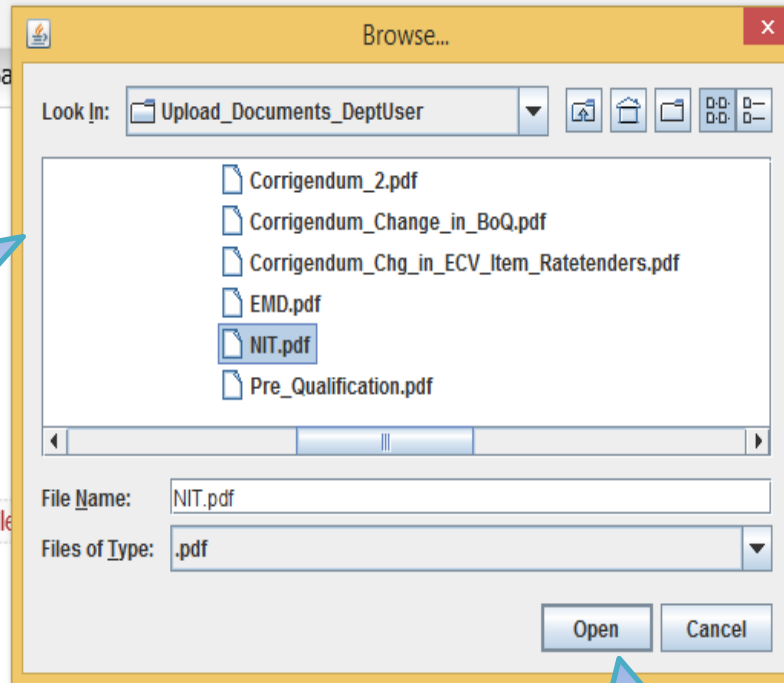 Browse...
x
Look In: Upload_Documents_DeptUser
Corrigendum_2.pdf
Corrigendum_Change_in_BoQ.pdf
Corrigendum_Chg_in_ECV_Item_Ratetenders.pdf
EMD.pdf
NIT.pdf
Pre_Qualification.pdf
File Name: NIT.pdf
Files of Type: .pdf
Open Cancel